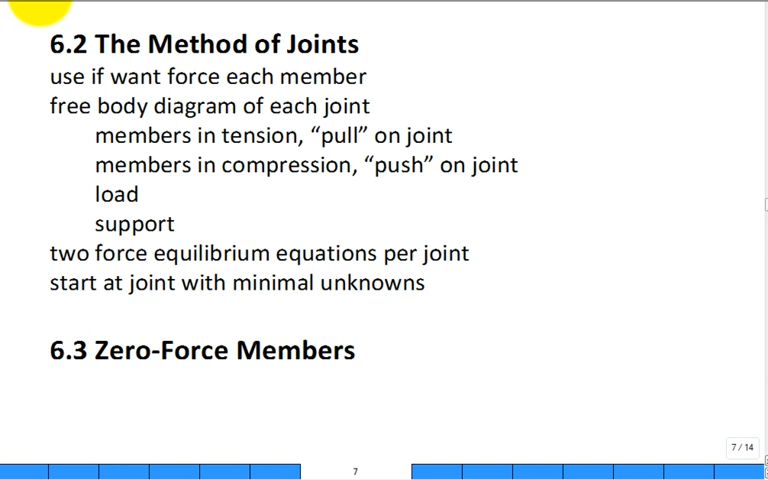 6.2 The Method of Joints
use if want force each member
free body diagram of each joint
members in tension, “pull” on joint
members in compression, “push” on joint
load
support
two force equilibrium equations per joint
start at joint with minimal unknowns
6.3 Zero-Force Members
7 / 14
7